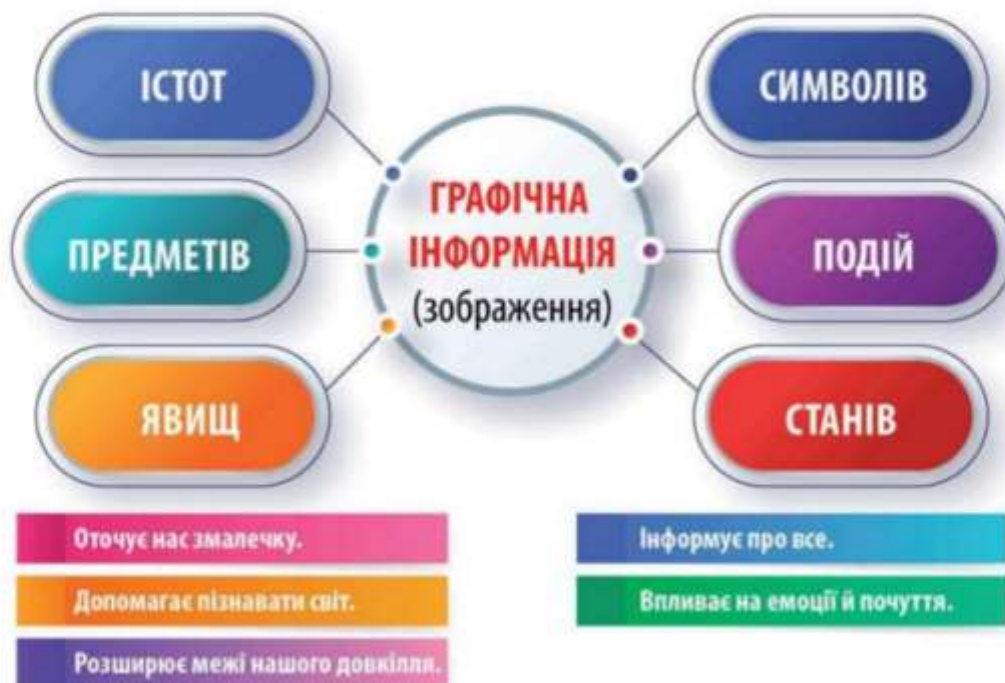 ІСТОТ
ПРЕДМЕТІВ
ЯВИЩ
ГРАФІЧНА
ІНФОРМАЦІЯ
(зображення)
СИМВОЛІВ
ПОДІЙ
СТАНІВ
Оточує нас змалечку.
Допомагає пізнавати світ.
Розширює межі нашого довкілля.
Інформує про все.
Впливає на емоції й почуття.